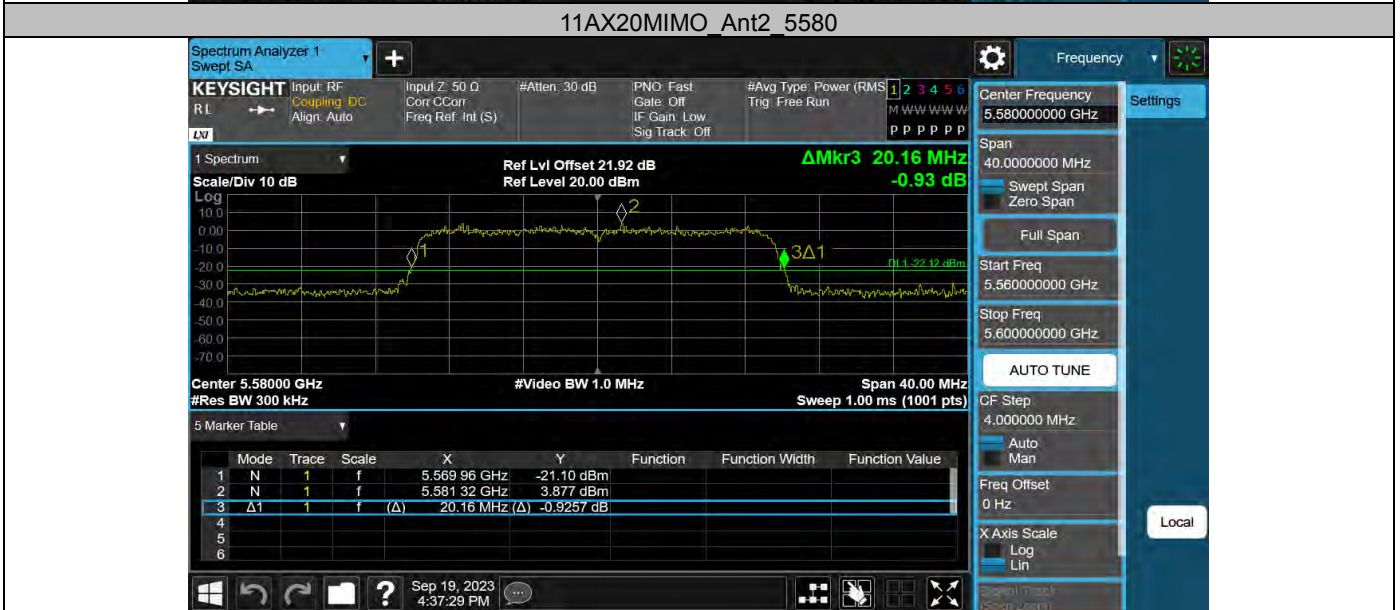 11AX20MIMO_Ant2_5580
Spectrum Analyzer 1
Swept SA
Frequency
KEYSIGHT
RL
LXI
Input: RF
Coupling: DC
Align: Auto
Input Z: 50 Ω
Corr CCorr
Freq Ref: Int (S)
#Atten: 30 dB
PNO: Fast
Gate: Off
IF Gain: Low
Sig Track: Off
#Avg Type: Power (RMS
Trig: Free Run
1 2 3 4 5 6
M W W W W W
P P P P P P
1 Spectrum
Scale/Div 10 dB
Ref Lvl Offset 21.92 dB
Ref Level 20.00 dBm
ΔMkr3 20.16 MHz
-0.93 dB
Log
10.0
0.00
-10.0
-20.0
-30.0
-40.0
-50.0
-60.0
-70.0
1
2
3Δ1
DL1 -22.12 dBm
Center 5.58000 GHz
#Video BW 1.0 MHz
Span 40.00 MHz
#Res BW 300 kHz
Sweep 1.00 ms (1001 pts)
5 Marker Table
Mode Trace Scale X Y Function Function Width Function Value
1 N 1 f 5.569 96 GHz -21.10 dBm
2 N 1 f 5.581 32 GHz 3.877 dBm
3 Δ1 1 f (Δ) 20.16 MHz (Δ) -0.9257 dB
4
5
6
Sep 19, 2023
4:37:29 PM
Center Frequency
5.580000000 GHz
Settings
Span
40.0000000 MHz
Swept Span
Zero Span
Full Span
Start Freq
5.560000000 GHz
Stop Freq
5.600000000 GHz
AUTO TUNE
CF Step
4.000000 MHz
Auto
Man
Freq Offset
0 Hz
X Axis Scale
Log
Lin
Local